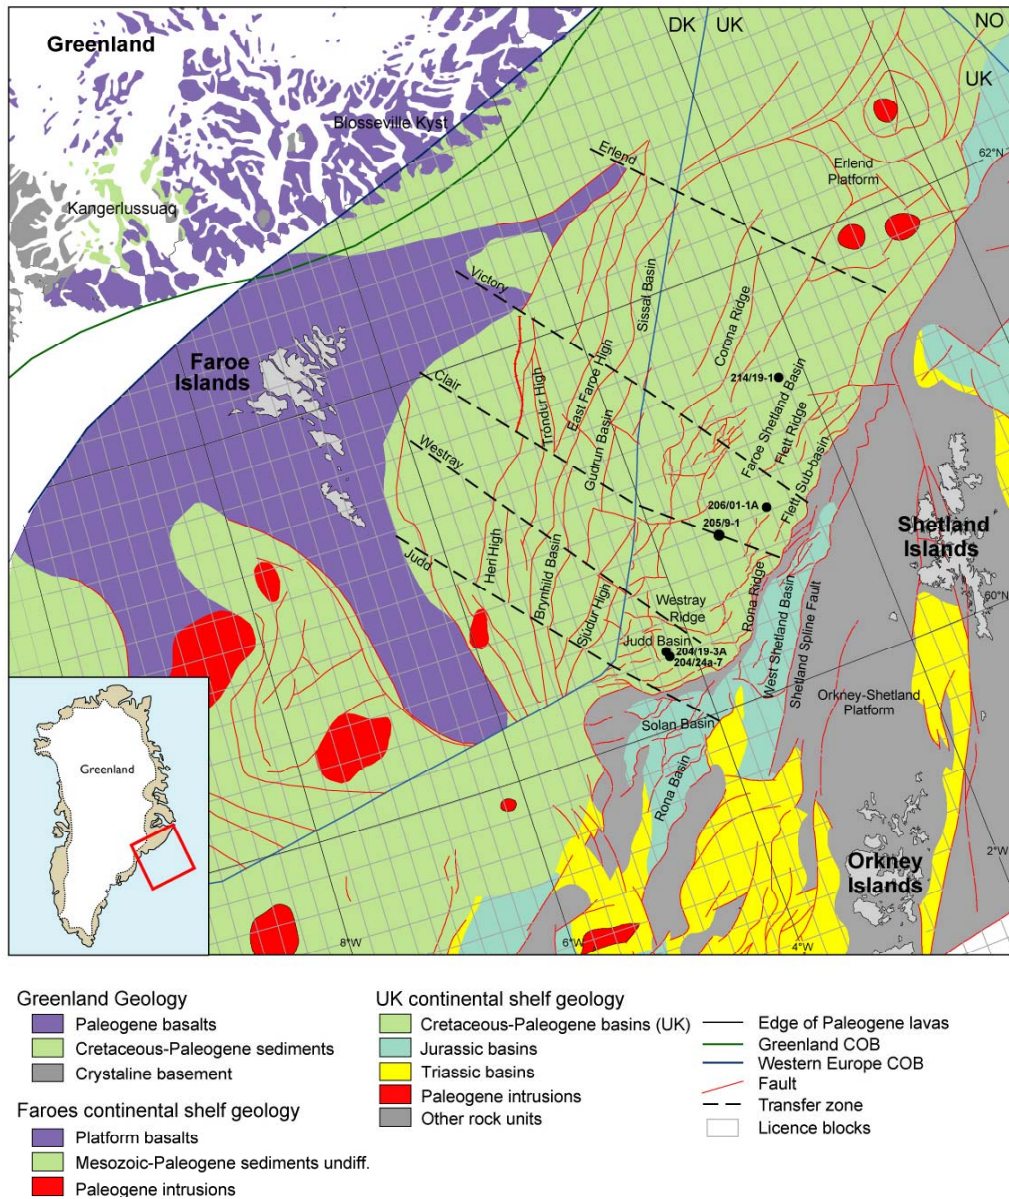 Greenland
DK
UK
NO
UK
Blosseville Kyst
Kangerlussuaq
62°N
Erlend
Erlend
Platform
Victory
Sissal Basin
Corona Ridge
Faroe
Islands
Clair
Tróndur High
East Faroe High
Gudrun Basin
214/19-1
Faroe Shetland Basin
Flett Ridge
Westray
Flett Sub-basin
206/01-1A
205/9-1
Shetland
Islands
60°N
Judd
Heri High
Brynhild Basin
Sjúdur High
Westray
Ridge
Rona Ridge
Judd Basin
204/19-3A
204/24a-7
West Shetland Basin
Shetland Spline Fault
Orkney-Shetland
Platform
Solan Basin
Rona Basin
Greenland
Orkney
Islands
2°W
8°W
6°W
4°W
Greenland Geology
Paleogene basalts
Cretaceous-Paleogene sediments
Crystaline basement
Faroes continental shelf geology
Platform basalts
Mesozoic-Paleogene sediments undiff.
Paleogene intrusions
UK continental shelf geology
Cretaceous-Paleogene basins (UK)
Jurassic basins
Triassic basins
Paleogene intrusions
Other rock units
Edge of Paleogene lavas
Greenland COB
Western Europe COB
Fault
Transfer zone
Licence blocks